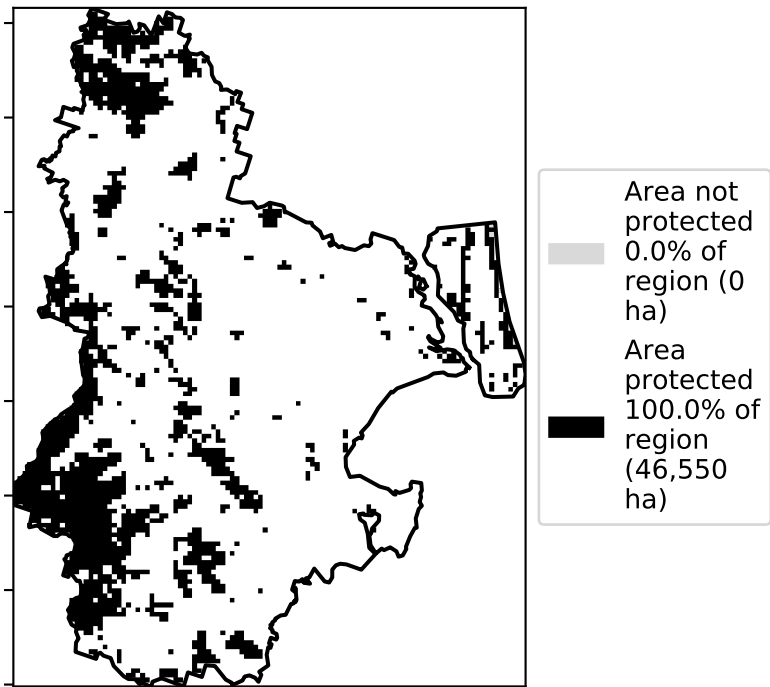 Area not
protected
0.0% of
region (0
ha)
Area
protected
100.0% of
region
(46,550
ha)